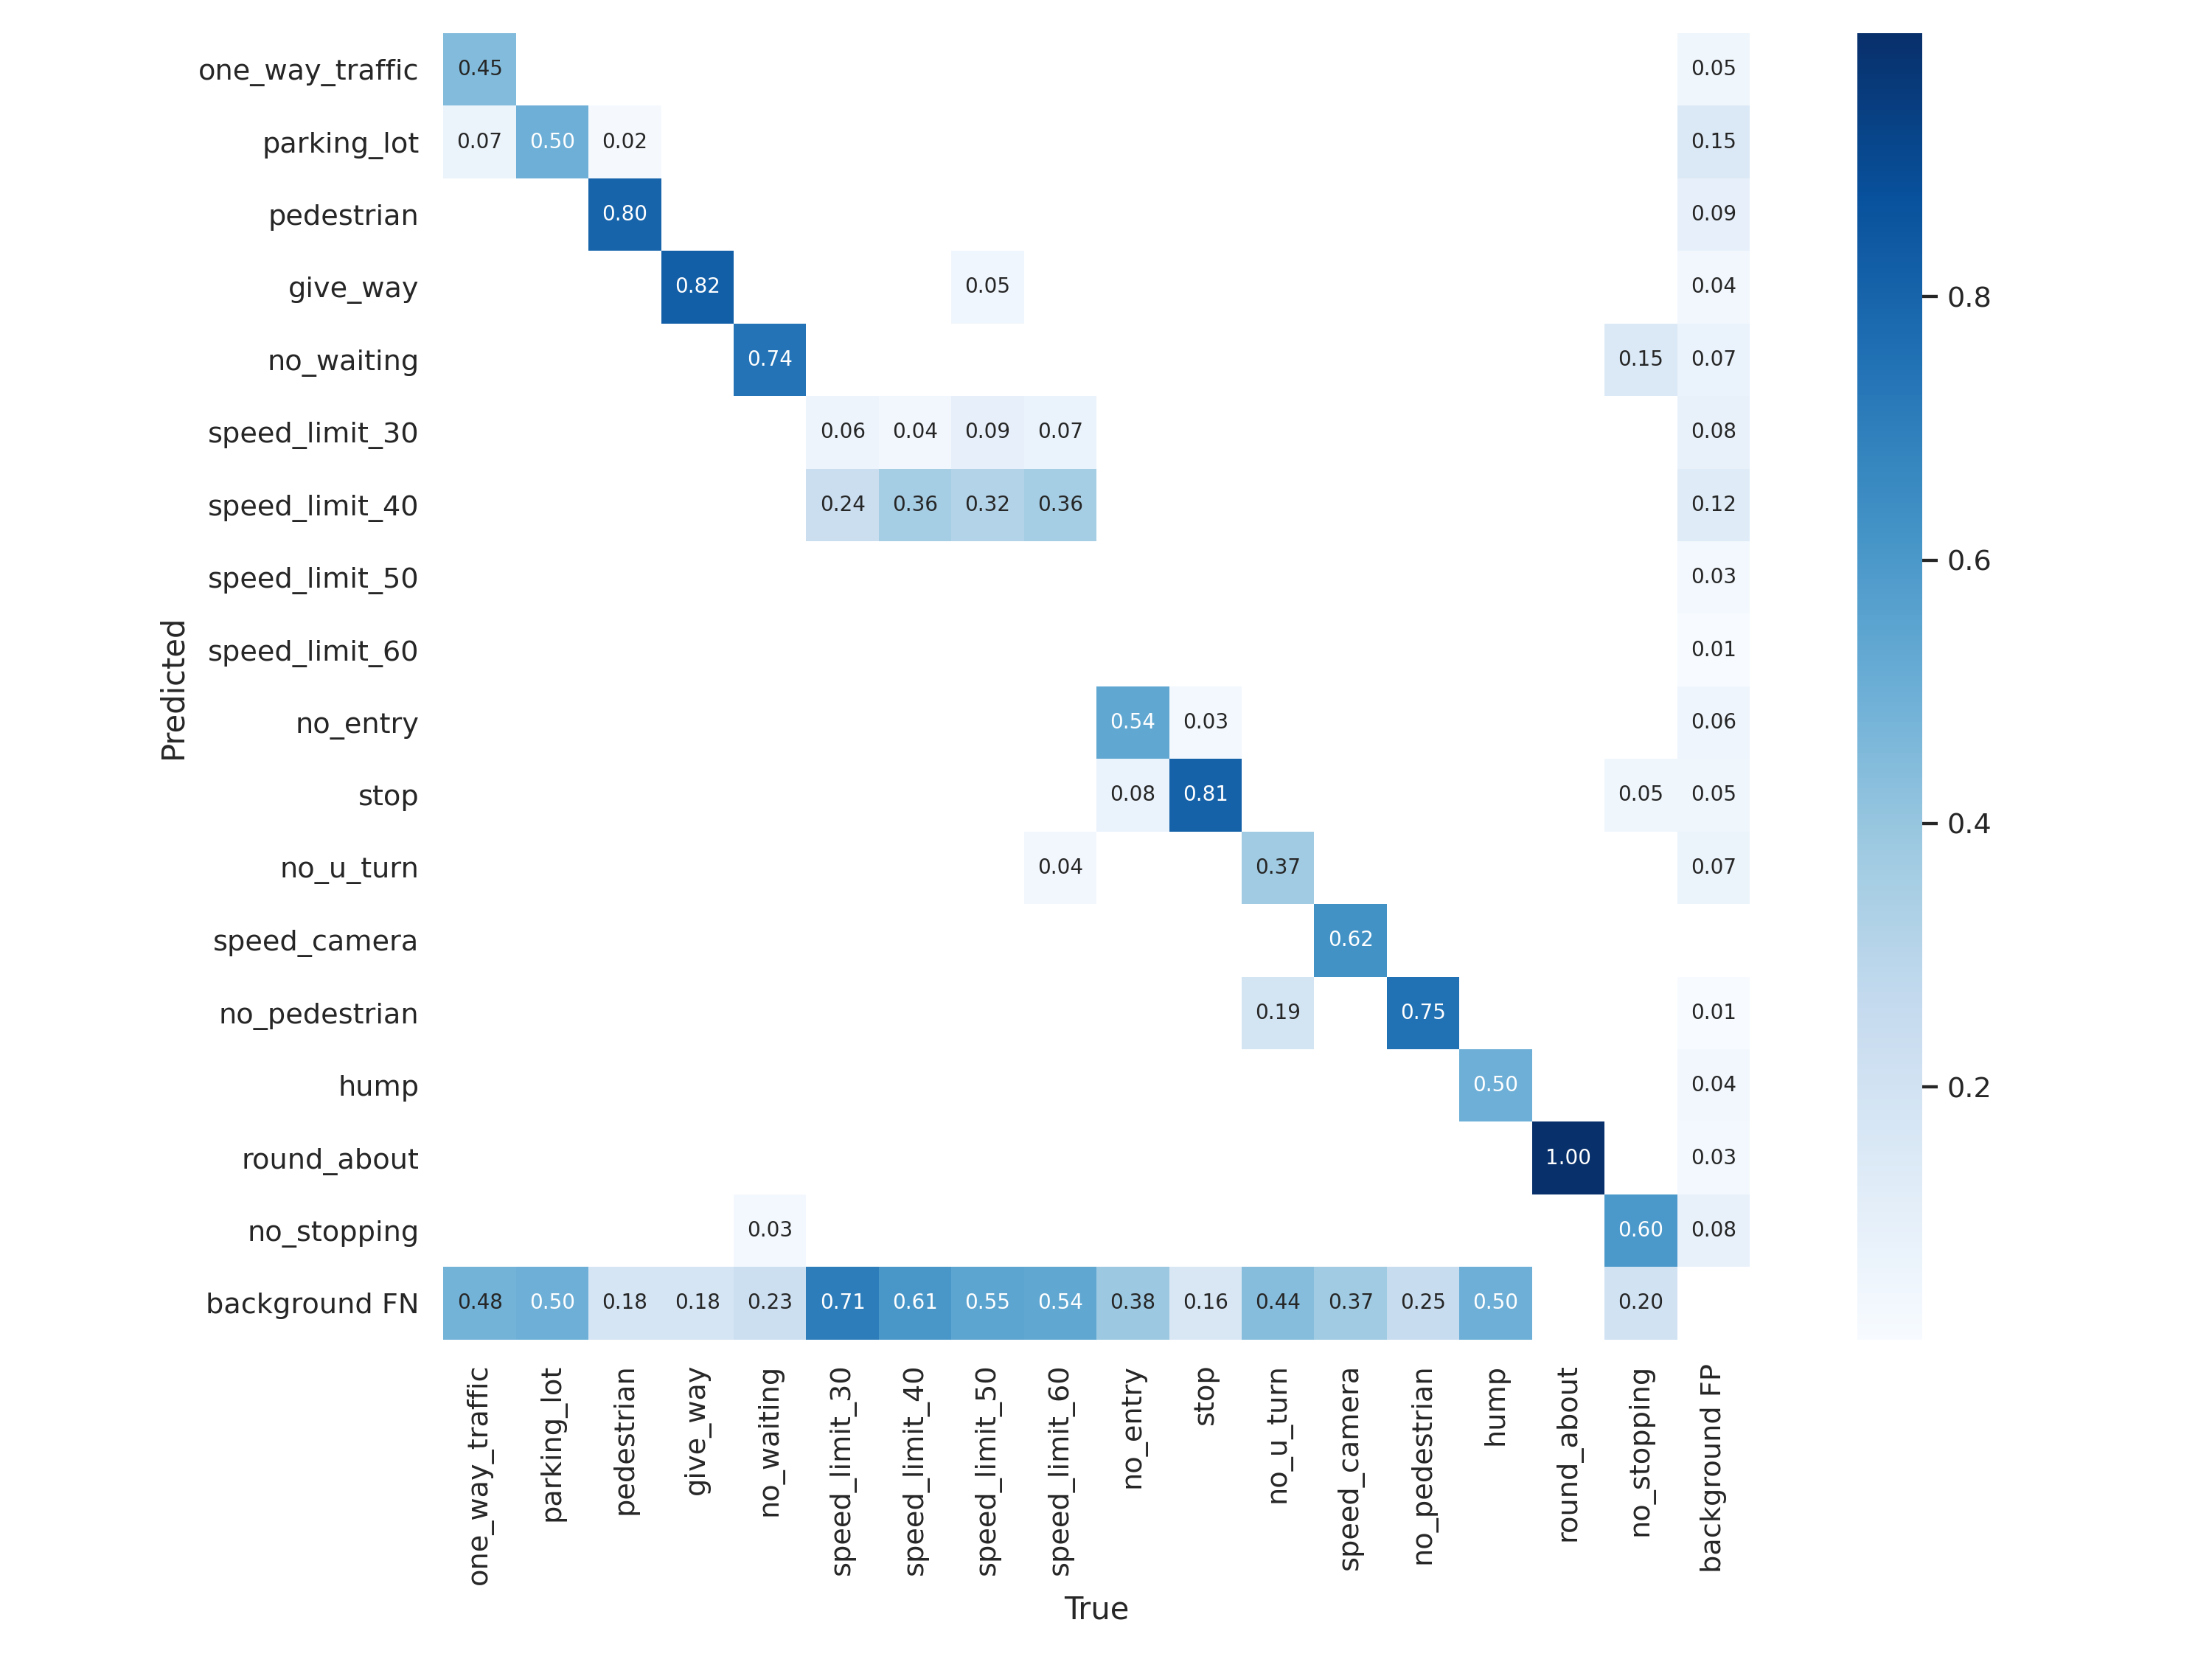 one_way_traffic 0.45 0.05
parking_lot 0.07 0.50 0.02 0.15
pedestrian 0.80 0.09
give_way 0.82 0.05 0.04
no_waiting 0.74 0.15 0.07
speed_limit_30 0.06 0.04 0.09 0.07 0.08
speed_limit_40 0.24 0.36 0.32 0.36 0.12
speed_limit_50 0.03
speed_limit_60 0.01
no_entry 0.54 0.03 0.06
stop 0.08 0.81 0.05 0.05
no_u_turn 0.04 0.37 0.07
speed_camera 0.62
no_pedestrian 0.19 0.75 0.01
hump 0.50 0.04
round_about 1.00 0.03
no_stopping 0.03 0.60 0.08
background FN 0.48 0.50 0.18 0.18 0.23 0.71 0.61 0.55 0.54 0.38 0.16 0.44 0.37 0.25 0.50 0.20
Predicted
one_way_traffic
parking_lot
pedestrian
give_way
no_waiting
speed_limit_30
speed_limit_40
speed_limit_50
speed_limit_60
no_entry
stop
no_u_turn
speed_camera
no_pedestrian
hump
round_about
no_stopping
background FP
True
0.8
0.6
0.4
0.2